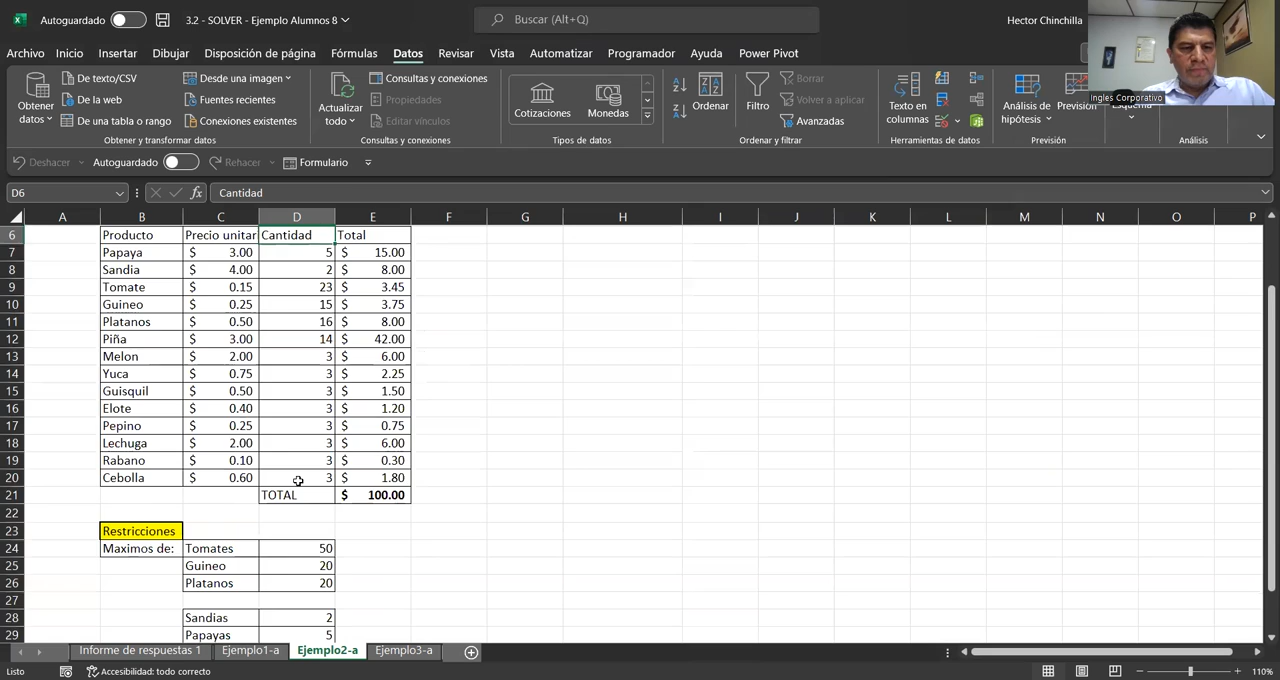 Autoguardado
3.2 - SOLVER - Ejemplo Alumnos 8
Buscar (Alt+Q)
Hector Chinchilla
Archivo Inicio Insertar Dibujar Disposición de página Fórmulas Datos Revisar Vista Automatizar Programador Ayuda Power Pivot
Obtener datos
De texto/CSV
De la web
De una tabla o rango
Desde una imagen
Fuentes recientes
Conexiones existentes
Obtener y transformar datos
Actualizar todo
Consultas y conexiones
Propiedades
Editar vínculos
Consultas y conexiones
Cotizaciones
Monedas
Tipos de datos
Ordenar
Filtro
Borrar
Volver a aplicar
Avanzadas
Ordenar y filtrar
Texto en columnas
Herramientas de datos
Análisis de hipótesis
Previsión
Previsión
Análisis
Ingles Corporativo
Deshacer Autoguardado Rehacer Formulario
D6 fx Cantidad
A B C D E F G H I J K L M N O P
6 Producto Precio unitar Cantidad Total
7 Papaya $ 3.00 5 $ 15.00
8 Sandia $ 4.00 2 $ 8.00
9 Tomate $ 0.15 23 $ 3.45
10 Guineo $ 0.25 15 $ 3.75
11 Platanos $ 0.50 16 $ 8.00
12 Piña $ 3.00 14 $ 42.00
13 Melon $ 2.00 3 $ 6.00
14 Yuca $ 0.75 3 $ 2.25
15 Guisquil $ 0.50 3 $ 1.50
16 Elote $ 0.40 3 $ 1.20
17 Pepino $ 0.25 3 $ 0.75
18 Lechuga $ 2.00 3 $ 6.00
19 Rabano $ 0.10 3 $ 0.30
20 Cebolla $ 0.60 3 $ 1.80
21 TOTAL $ 100.00
22
23 Restricciones
24 Maximos de: Tomates 50
25 Guineo 20
26 Platanos 20
27
28 Sandias 2
29 Papayas 5
Informe de respuestas 1 Ejemplo1-a Ejemplo2-a Ejemplo3-a
Listo Accesibilidad: todo correcto 110%